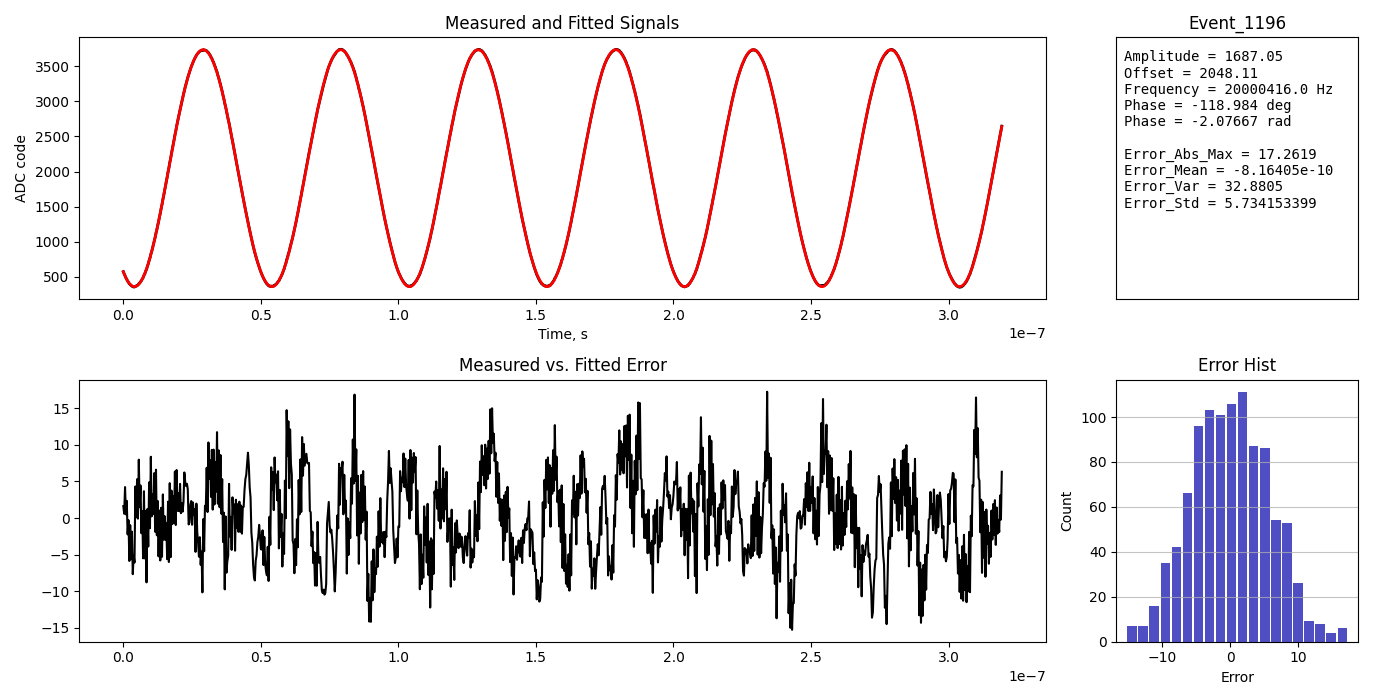 Measured and Fitted Signals
ADC code
3500
3000
2500
2000
1500
1000
500
0.0 0.5 1.0 1.5 2.0 2.5 3.0
Time, s
1e−7
Event_1196
Amplitude = 1687.05
Offset = 2048.11
Frequency = 20000416.0 Hz
Phase = -118.984 deg
Phase = -2.07667 rad
Error_Abs_Max = 17.2619
Error_Mean = -8.16405e-10
Error_Var = 32.8805
Error_Std = 5.734153399
Measured vs. Fitted Error
15
10
5
0
−5
−10
−15
0.0 0.5 1.0 1.5 2.0 2.5 3.0
1e−7
Error Hist
Count
100
80
60
40
20
0
−10 0 10
Error